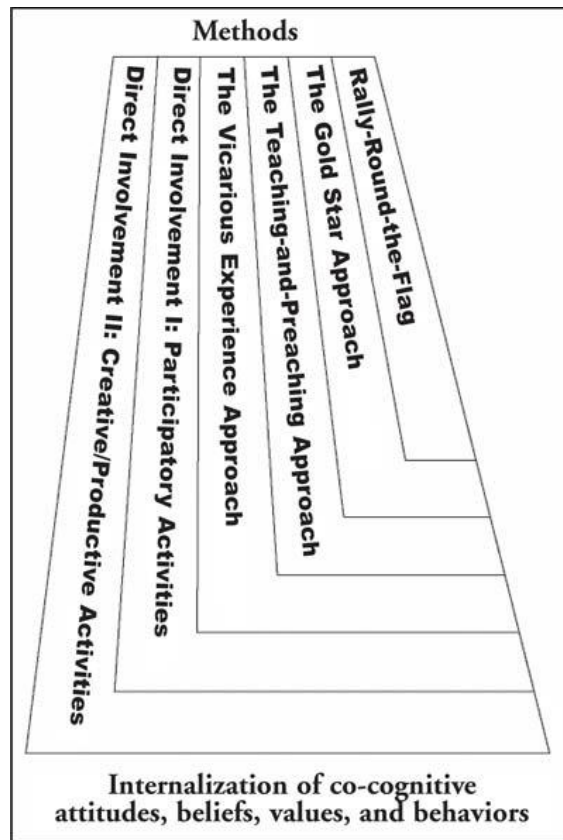 Methods
Direct Involvement II: Creative/Productive Activities
Direct Involvement I: Participatory Activities
The Vicarious Experience Approach
The Teaching-and-Preaching Approach
The Gold Star Approach
Rally-Round-the-Flag
Internalization of co-cognitive
attitudes, beliefs, values, and behaviors